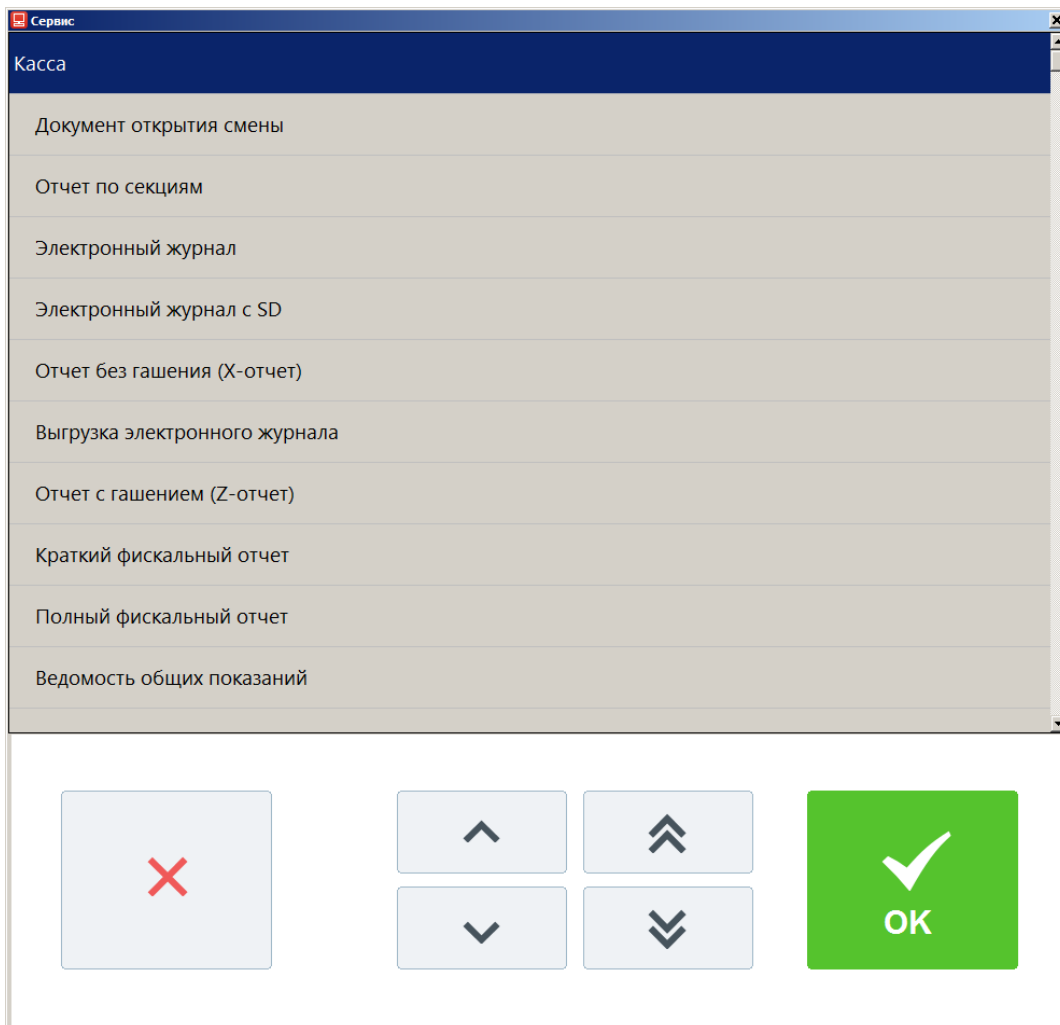 Сервис
Касса
Документ открытия смены
Отчет по секциям
Электронный журнал
Электронный журнал с SD
Отчет без гашения (X-отчет)
Выгрузка электронного журнала
Отчет с гашением (Z-отчет)
Краткий фискальный отчет
Полный фискальный отчет
Ведомость общих показаний
OK